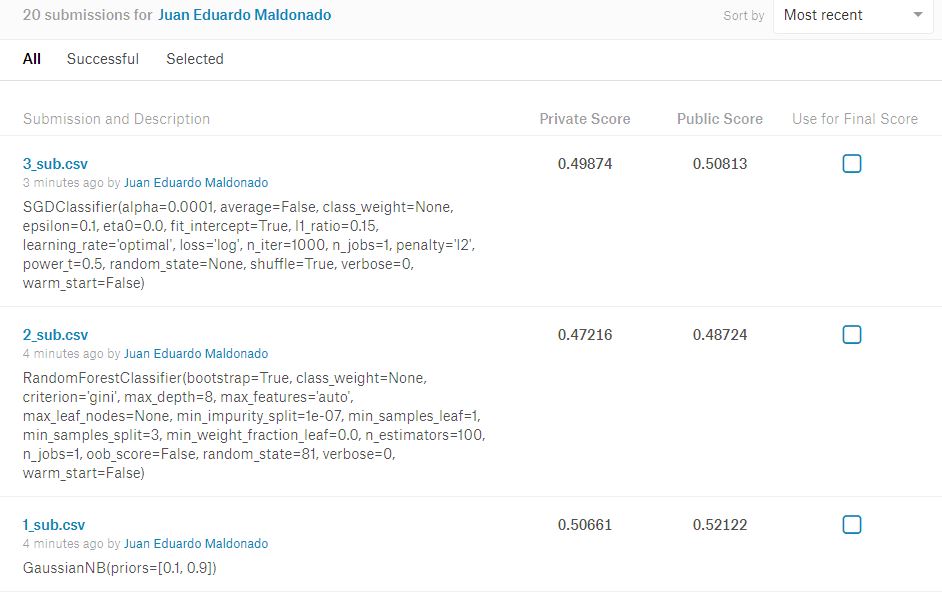 20 submissions for Juan Eduardo Maldonado Sort by Most recent
All Successful Selected
Submission and Description Private Score Public Score Use for Final Score
3_sub.csv 0.49874 0.50813
3 minutes ago by Juan Eduardo Maldonado
SGDClassifier(alpha=0.0001, average=False, class_weight=None,
epsilon=0.1, eta0=0.0, fit_intercept=True, l1_ratio=0.15,
learning_rate='optimal', loss='log', n_iter=1000, n_jobs=1, penalty='l2',
power_t=0.5, random_state=None, shuffle=True, verbose=0,
warm_start=False)
2_sub.csv 0.47216 0.48724
4 minutes ago by Juan Eduardo Maldonado
RandomForestClassifier(bootstrap=True, class_weight=None,
criterion='gini', max_depth=8, max_features='auto',
max_leaf_nodes=None, min_impurity_split=1e-07, min_samples_leaf=1,
min_samples_split=3, min_weight_fraction_leaf=0.0, n_estimators=100,
n_jobs=1, oob_score=False, random_state=81, verbose=0,
warm_start=False)
1_sub.csv 0.50661 0.52122
4 minutes ago by Juan Eduardo Maldonado
GaussianNB(priors=[0.1, 0.9])